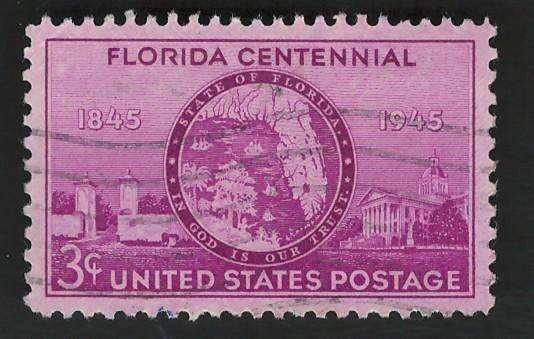 FLORIDA CENTENNIAL
1845
1945
STATE OF FLORIDA.
IN GOD IS OUR TRUST.
3¢ UNITED STATES POSTAGE